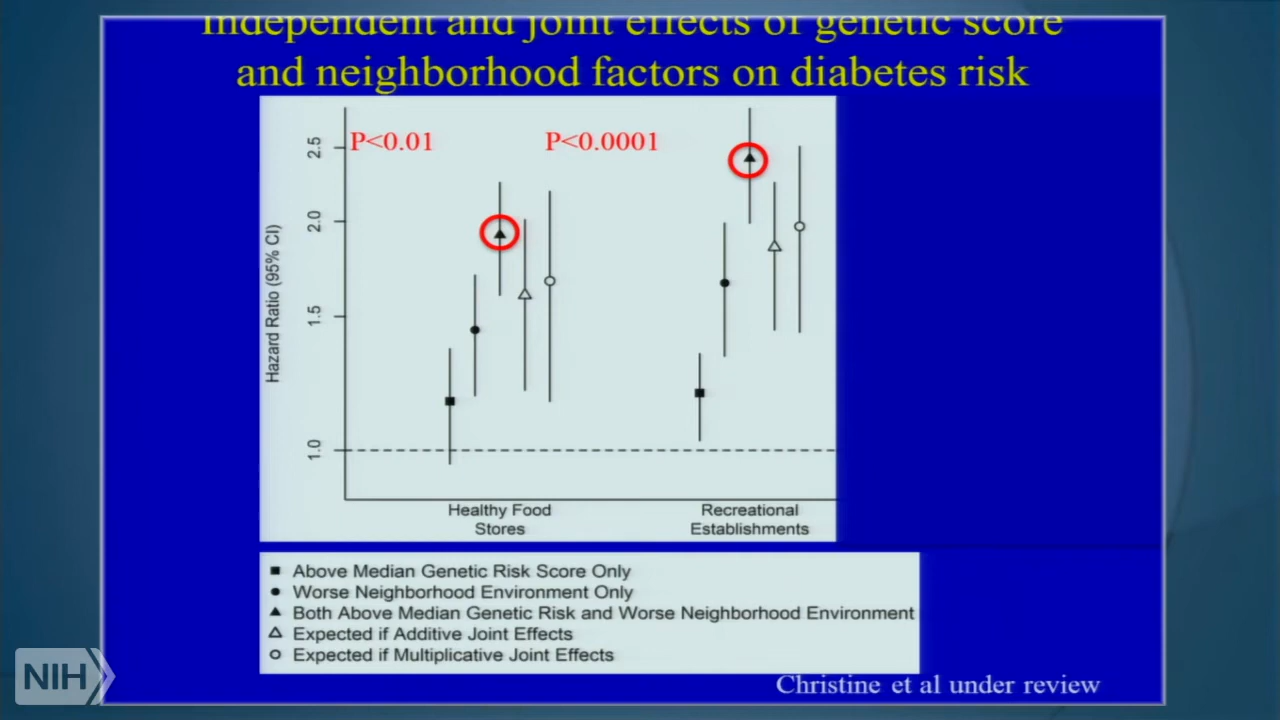 Independent and joint effects of genetic score
and neighborhood factors on diabetes risk
P<0.01
P<0.0001
2.5
2.0
1.5
1.0
Hazard Ratio (95% CI)
Healthy Food
Stores
Recreational
Establishments
Above Median Genetic Risk Score Only
Worse Neighborhood Environment Only
Both Above Median Genetic Risk and Worse Neighborhood Environment
Expected if Additive Joint Effects
Expected if Multiplicative Joint Effects
NIH
Christine et al under review